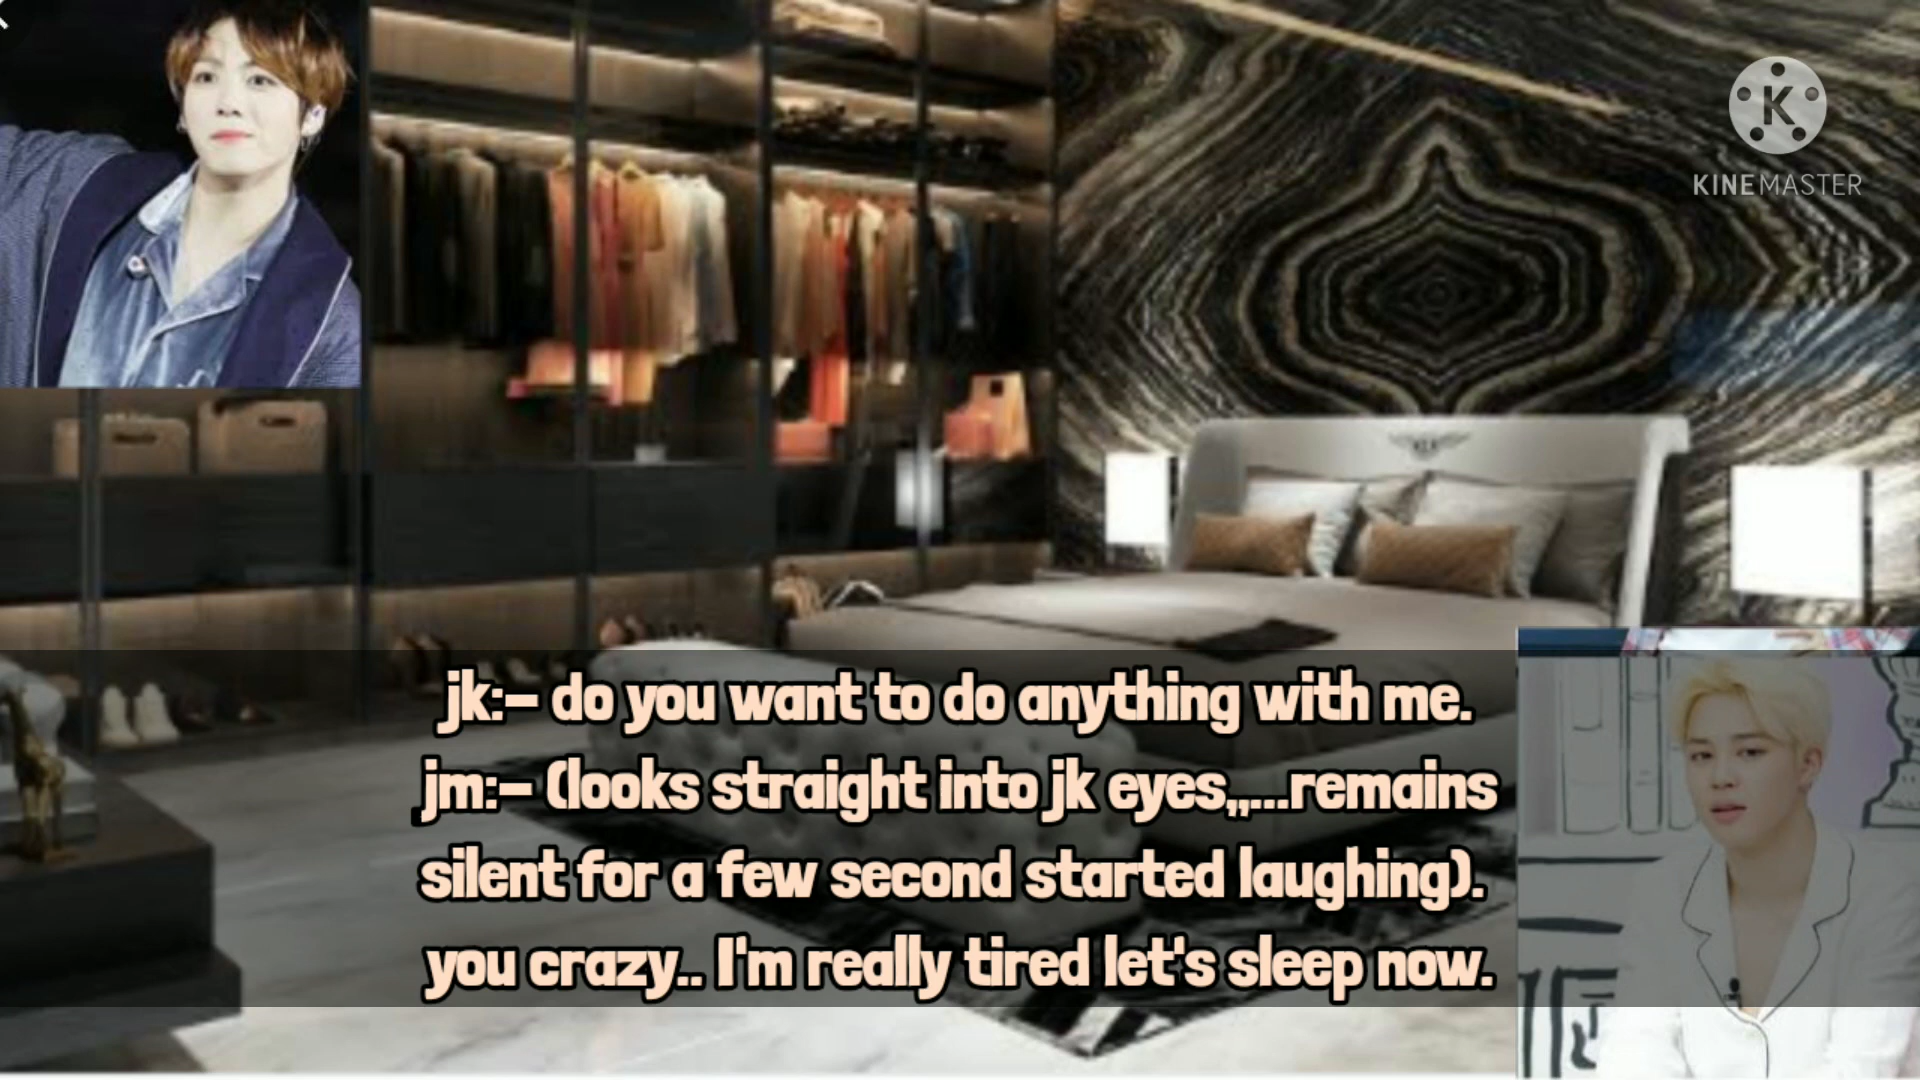 KINEMASTER
jk:- do you want to do anything with me.
jm:- (looks straight into jk eyes,,...remains
silent for a few second started laughing).
you crazy.. I'm really tired let's sleep now.